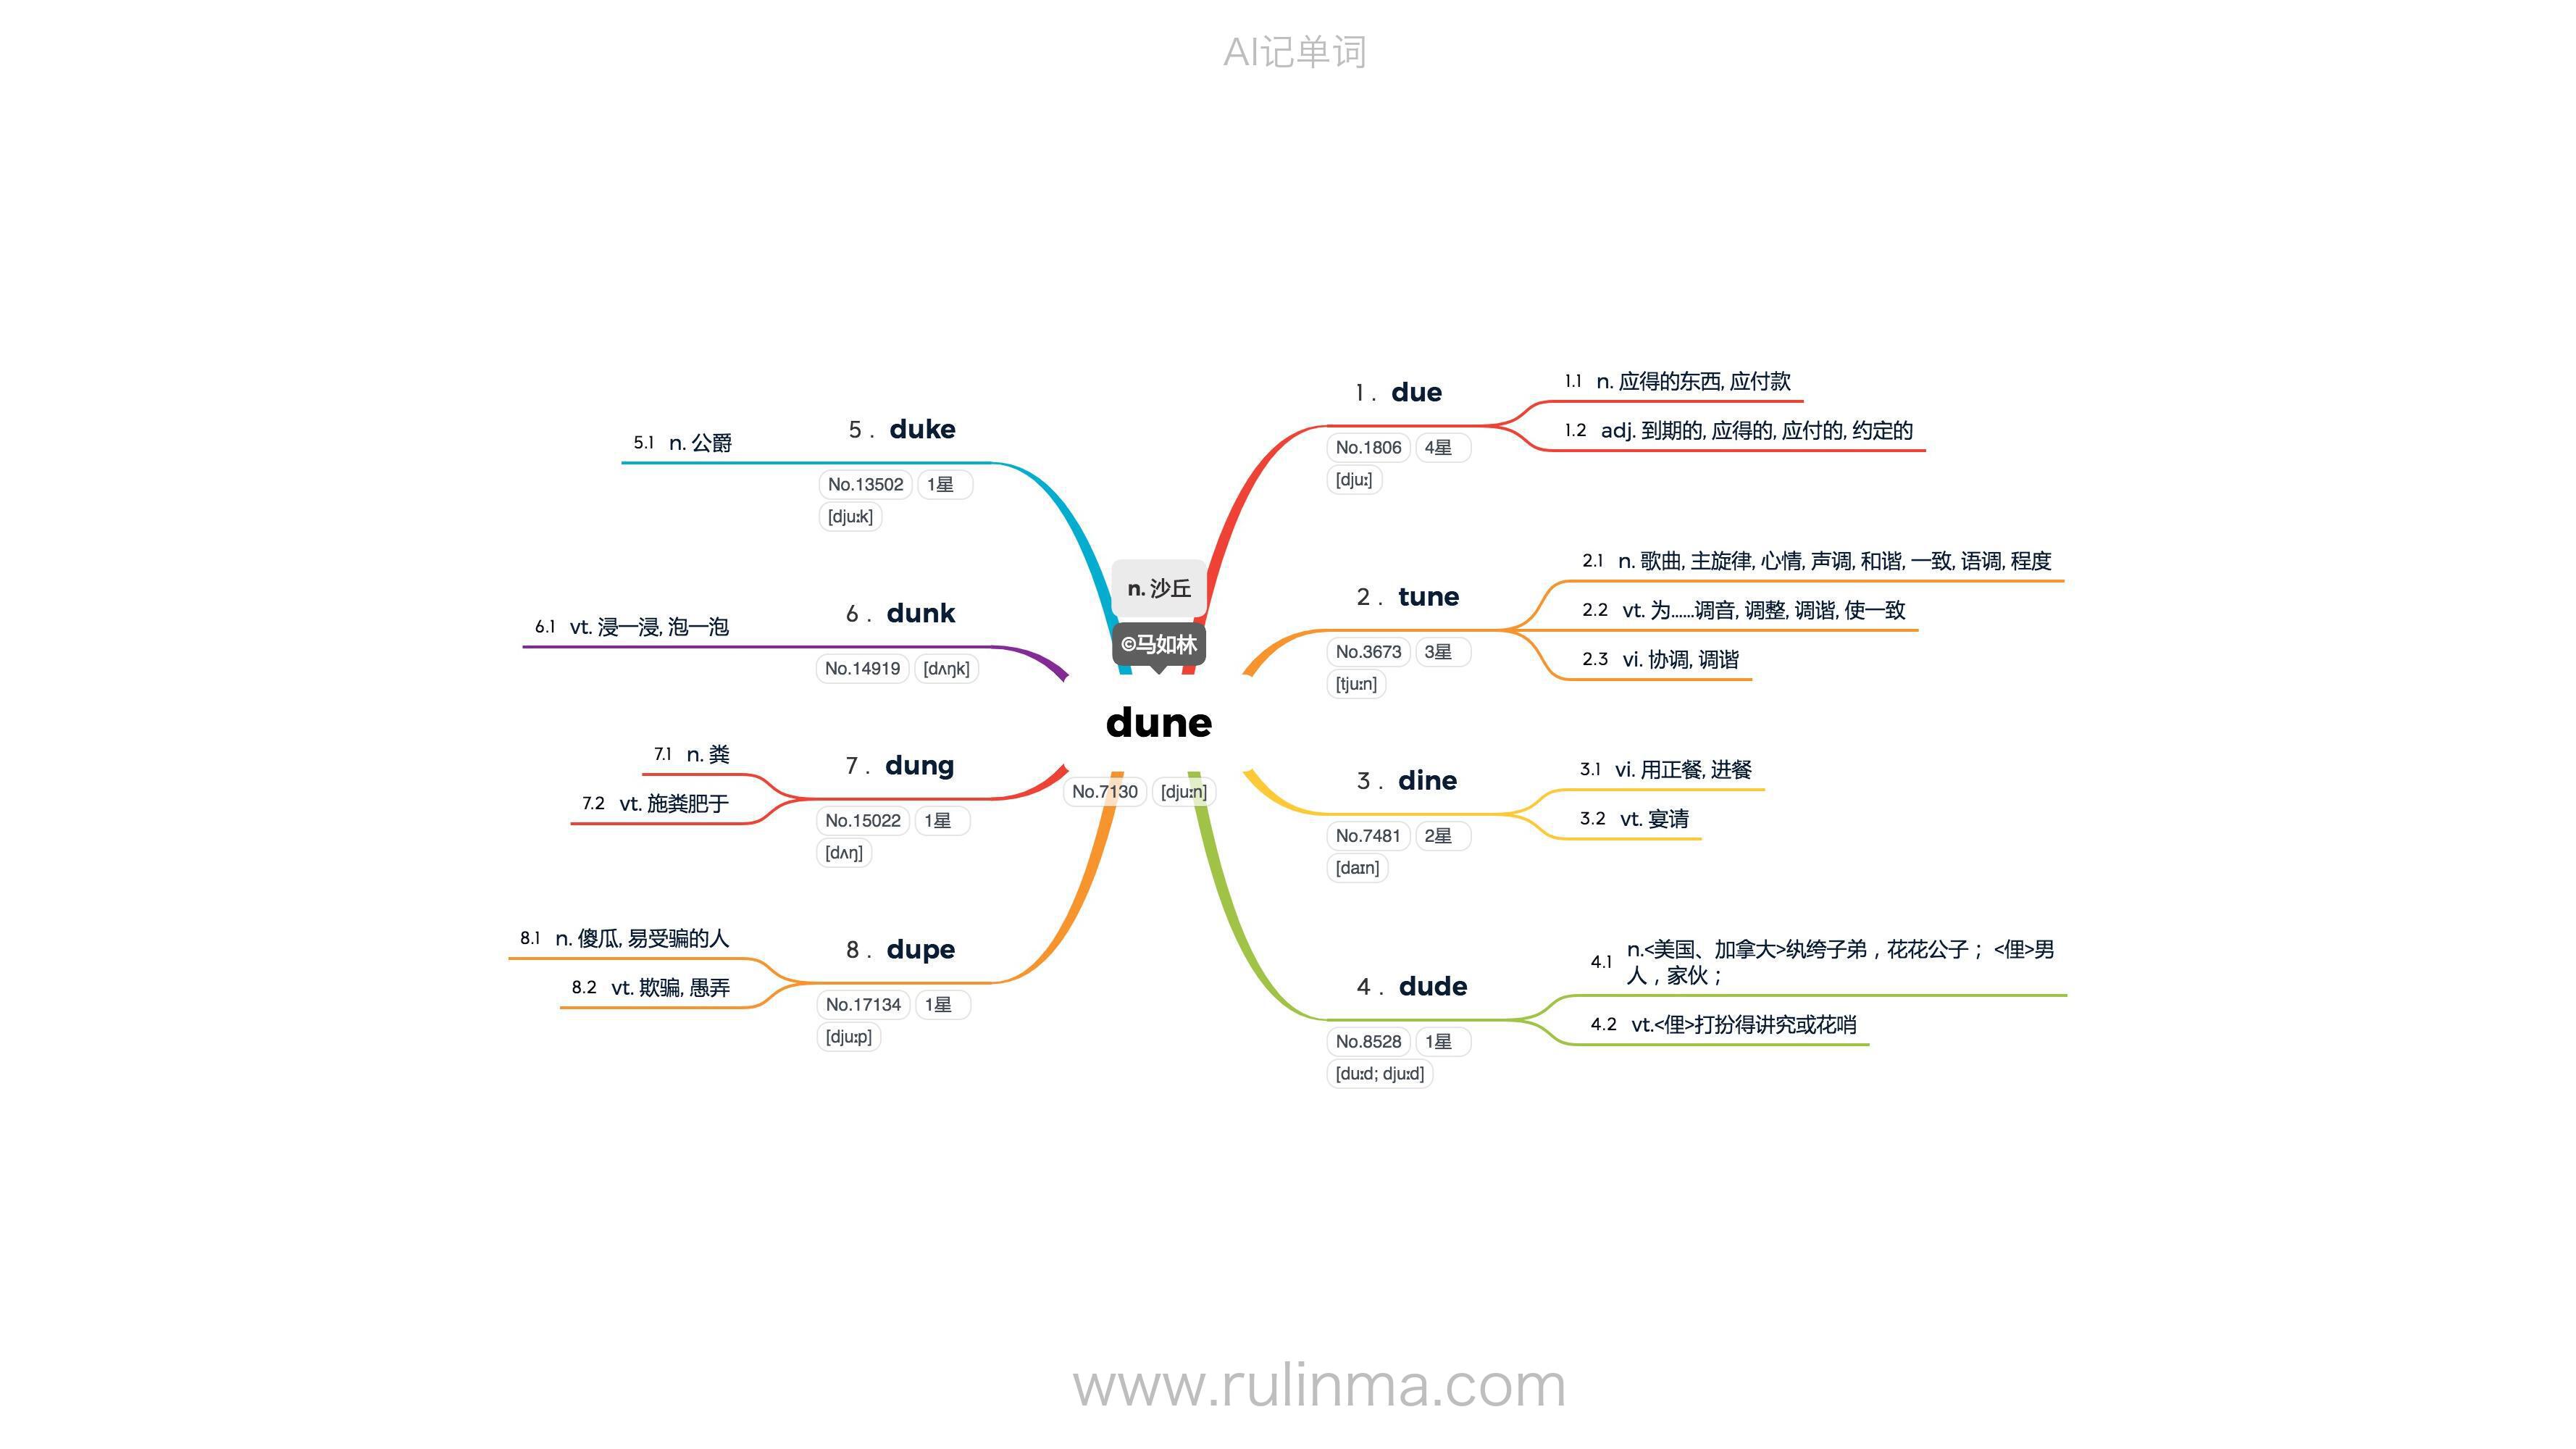 AI记单词
n. 沙丘
©马如林
dune
No.7130 [djuːn]
1. due
No.1806 4星
[djuː]
1.1 n. 应得的东西, 应付款
1.2 adj. 到期的, 应得的, 应付的, 约定的
2. tune
No.3673 3星
[tjuːn]
2.1 n. 歌曲, 主旋律, 心情, 声调, 和谐, 一致, 语调, 程度
2.2 vt. 为……调音, 调整, 调谐, 使一致
2.3 vi. 协调, 调谐
3. dine
No.7481 2星
[daɪn]
3.1 vi. 用正餐, 进餐
3.2 vt. 宴请
4. dude
No.8528 1星
[duːd; djuːd]
4.1 n.<美国、加拿大>纨绔子弟，花花公子； <俚>男
人，家伙；
4.2 vt.<俚>打扮得讲究或花哨
5. duke
No.13502 1星
[djuːk]
5.1 n. 公爵
6. dunk
No.14919 [dʌŋk]
6.1 vt. 浸一浸, 泡一泡
7. dung
No.15022 1星
[dʌŋ]
7.1 n. 粪
7.2 vt. 施粪肥于
8. dupe
No.17134 1星
[djuːp]
8.1 n. 傻瓜, 易受骗的人
8.2 vt. 欺骗, 愚弄
www.rulinma.com